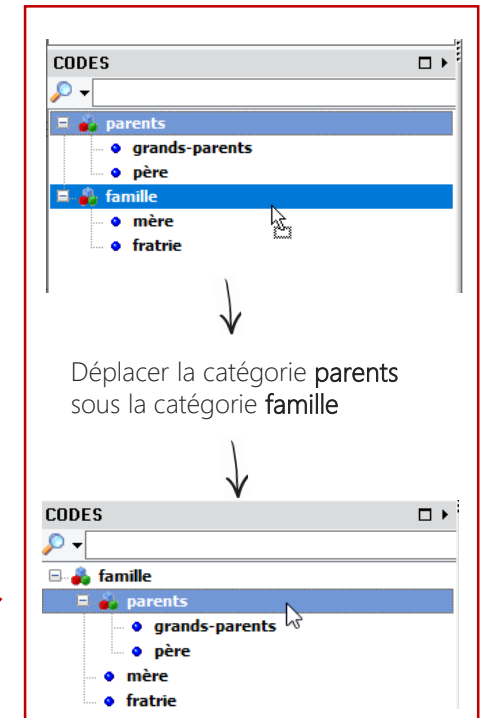 CODES
parents
grands-parents
père
famille
mère
fratrie
Déplacer la catégorie parents
sous la catégorie famille
CODES
famille
parents
grands-parents
père
mère
fratrie